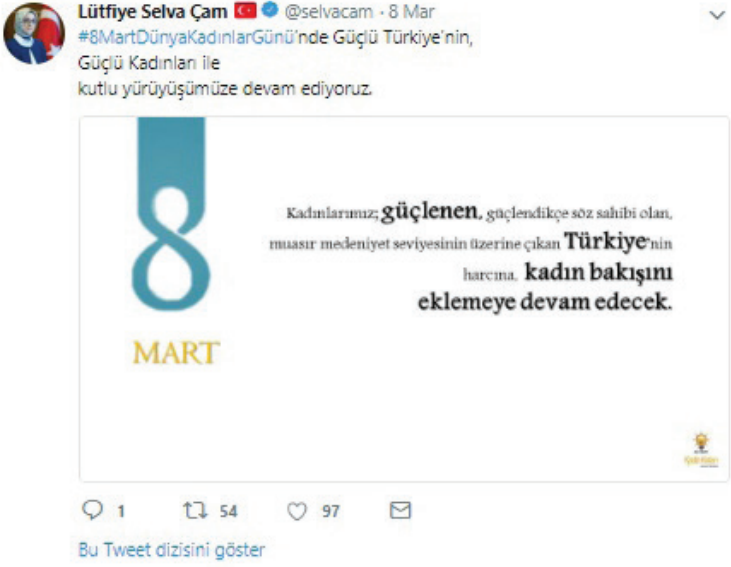 Lütfiye Selva Çam @selvacam · 8 Mar
#8MartDünyaKadınlarGünü'nde Güçlü Türkiye'nin,
Güçlü Kadınları ile
kutlu yürüyüşümüze devam ediyoruz.
8
MART
Kadınlarımız; güçlenen, güçlendikçe söz sahibi olan,
muasır medeniyet seviyesinin üzerine çıkan Türkiye'nin
harcına, kadın bakışını
eklemeye devam edecek.
1 54 97
Bu Tweet dizisini göster